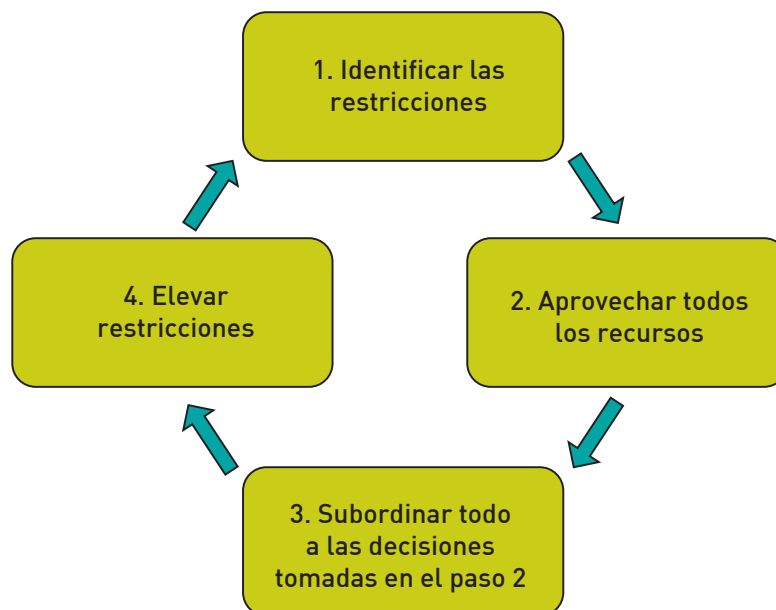 1. Identificar las
restricciones
2. Aprovechar todos
los recursos
3. Subordinar todo
a las decisiones
tomadas en el paso 2
4. Elevar
restricciones